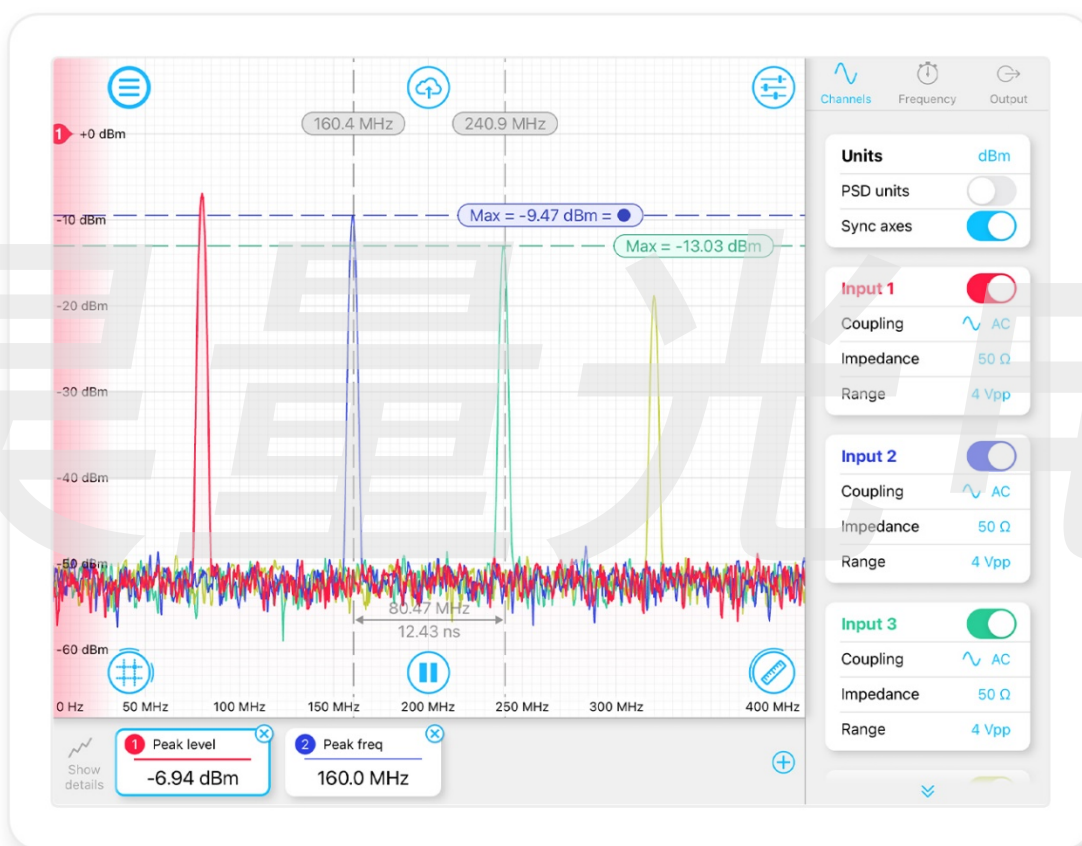 160.4 MHz
240.9 MHz
1 +0 dBm
-10 dBm
-20 dBm
-30 dBm
-40 dBm
-50 dBm
-60 dBm
Max = -9.47 dBm =
Max = -13.03 dBm
80.47 MHz
12.43 ns
0 Hz
50 MHz
100 MHz
150 MHz
200 MHz
250 MHz
300 MHz
400 MHz
Show
details
1 Peak level
-6.94 dBm
2 Peak freq
160.0 MHz
Channels
Frequency
Output
Units dBm
PSD units
Sync axes
Input 1
Coupling AC
Impedance 50 Ω
Range 4 Vpp
Input 2
Coupling AC
Impedance 50 Ω
Range 4 Vpp
Input 3
Coupling AC
Impedance 50 Ω
Range 4 Vpp
量光